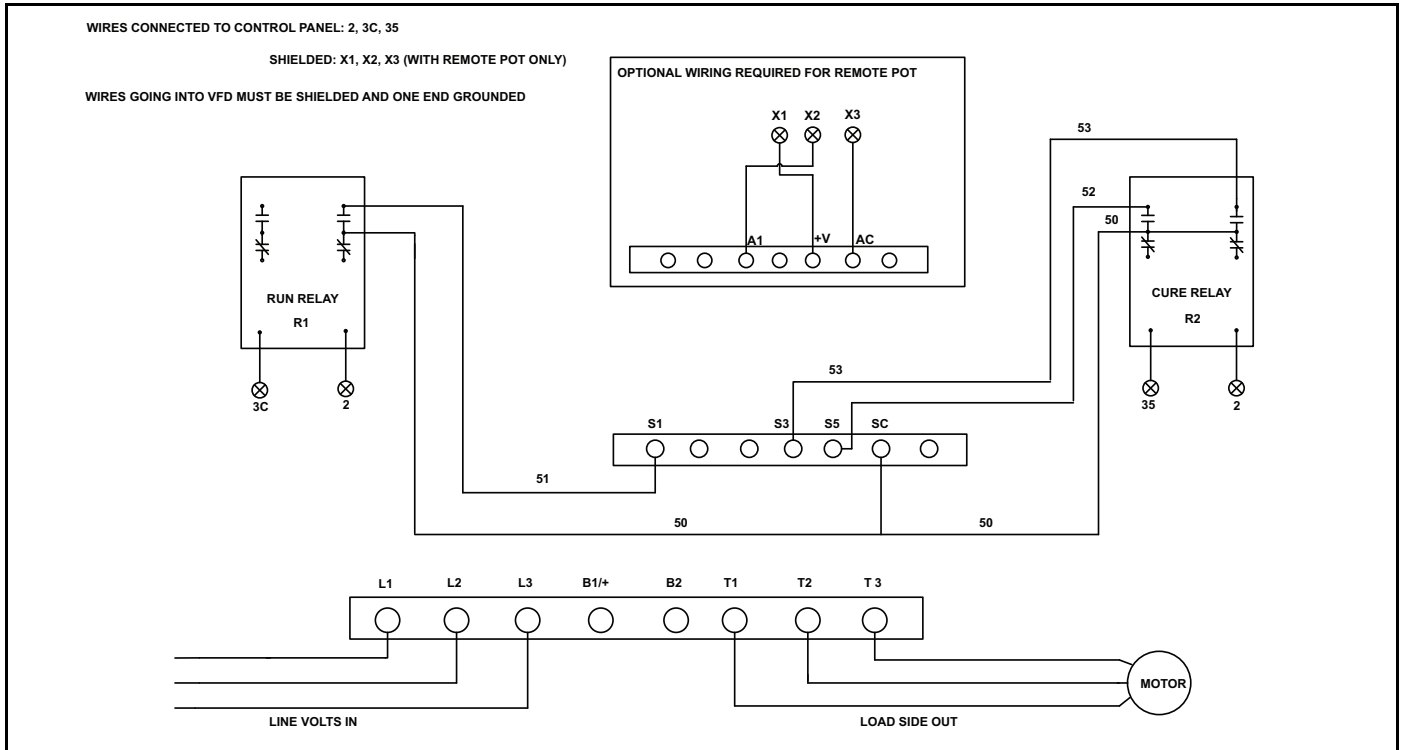 WIRES CONNECTED TO CONTROL PANEL: 2, 3C, 35
SHIELDED: X1, X2, X3 (WITH REMOTE POT ONLY)
WIRES GOING INTO VFD MUST BE SHIELDED AND ONE END GROUNDED
OPTIONAL WIRING REQUIRED FOR REMOTE POT
X1 X2 X3
A1 +V AC
RUN RELAY
R1
3C 2
53
52
50
CURE RELAY
R2
35 2
53
S1 S3 S5 SC
51
50 50
L1 L2 L3 B1/+ B2 T1 T2 T 3
MOTOR
LINE VOLTS IN LOAD SIDE OUT